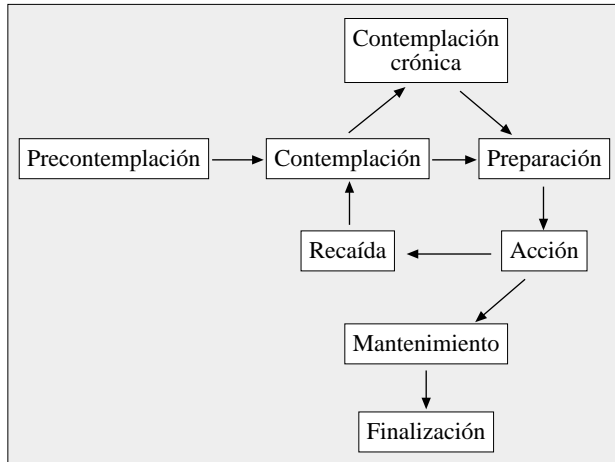 Contemplación
crónica
Precontemplación
Contemplación
Preparación
Recaída
Acción
Mantenimiento
Finalización